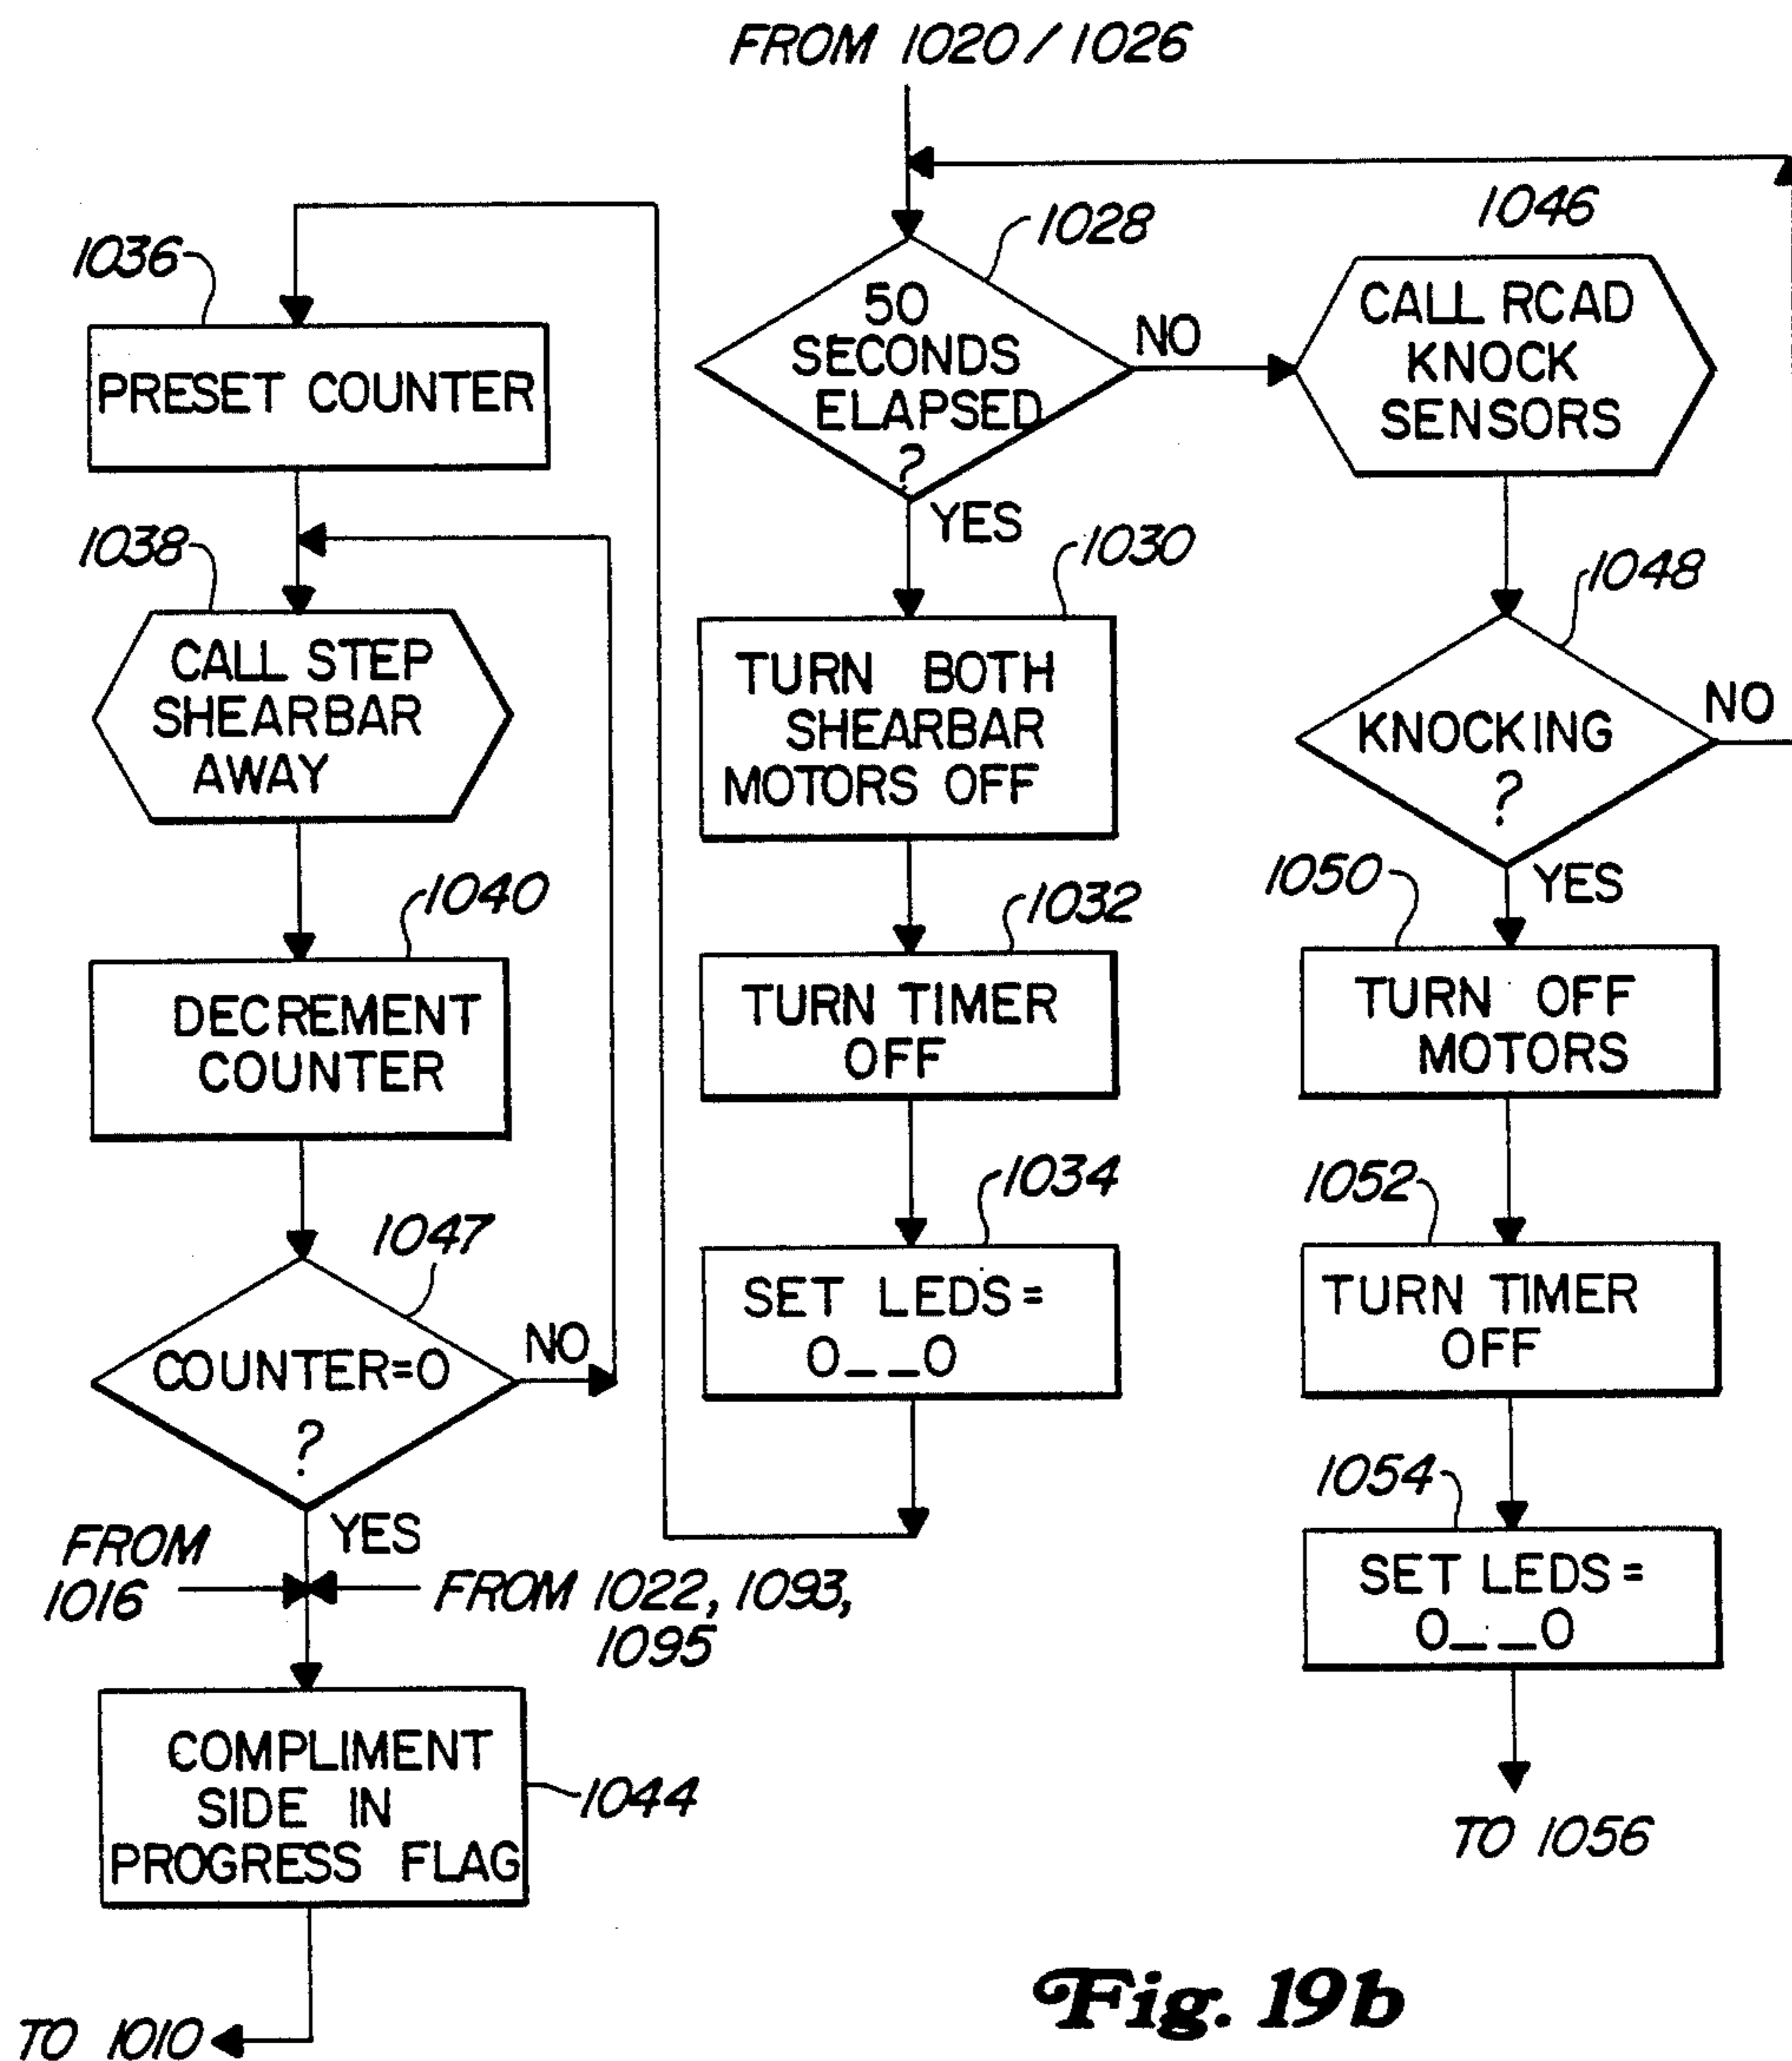 FROM 1020 / 1026
1028
50
SECONDS
ELAPSED
?
NO
YES
1046
CALL RCAD
KNOCK
SENSORS
1048
KNOCKING
?
NO
YES
1030
TURN BOTH
SHEARBAR
MOTORS OFF
1032
TURN TIMER
OFF
1034
SET LEDS =
0_ _0
1036
PRESET COUNTER
1038
CALL STEP
SHEARBAR
AWAY
1040
DECREMENT
COUNTER
1047
COUNTER=0
?
NO
YES
FROM
1016
FROM 1022, 1093,
1095
COMPLIMENT
SIDE IN
PROGRESS FLAG
1044
TO 1010
1050
TURN OFF
MOTORS
1052
TURN TIMER
OFF
1054
SET LEDS =
0_ _0
TO 1056
Fig. 19b